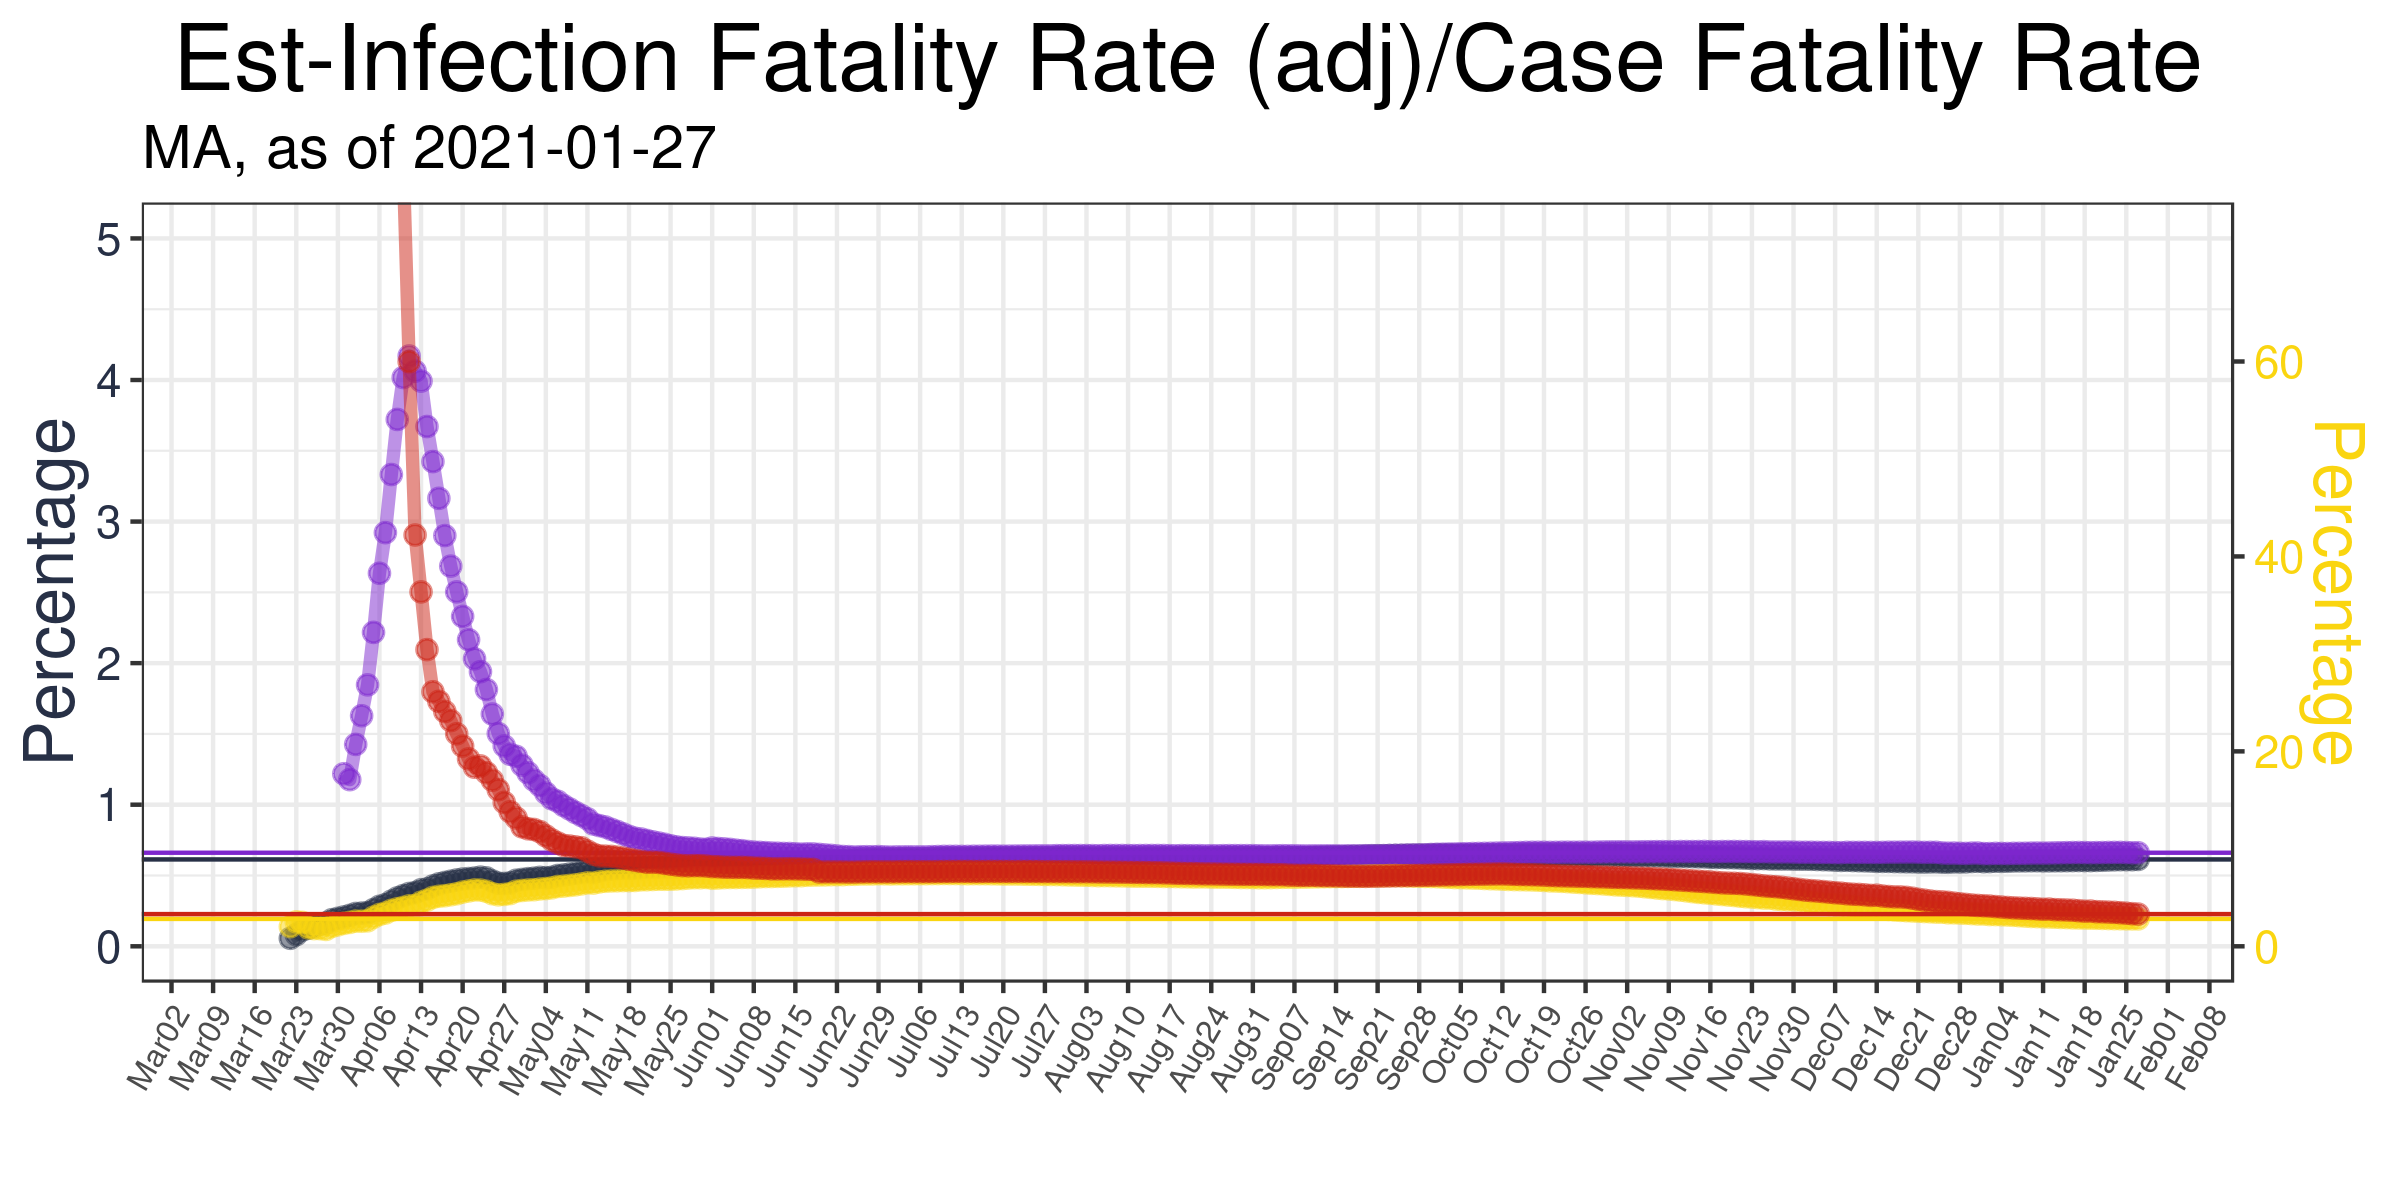 Est-Infection Fatality Rate (adj)/Case Fatality Rate
MA, as of 2021-01-27
Percentage
5
4
3
2
1
0
60
40
20
0
Percentage
Mar02
Mar09
Mar16
Mar23
Mar30
Apr06
Apr13
Apr20
Apr27
May04
May11
May18
May25
Jun01
Jun08
Jun15
Jun22
Jun29
Jul06
Jul13
Jul20
Jul27
Aug03
Aug10
Aug17
Aug24
Aug31
Sep07
Sep14
Sep21
Sep28
Oct05
Oct12
Oct19
Oct26
Nov02
Nov09
Nov16
Nov23
Nov30
Dec07
Dec14
Dec21
Dec28
Jan04
Jan11
Jan18
Jan25
Feb01
Feb08